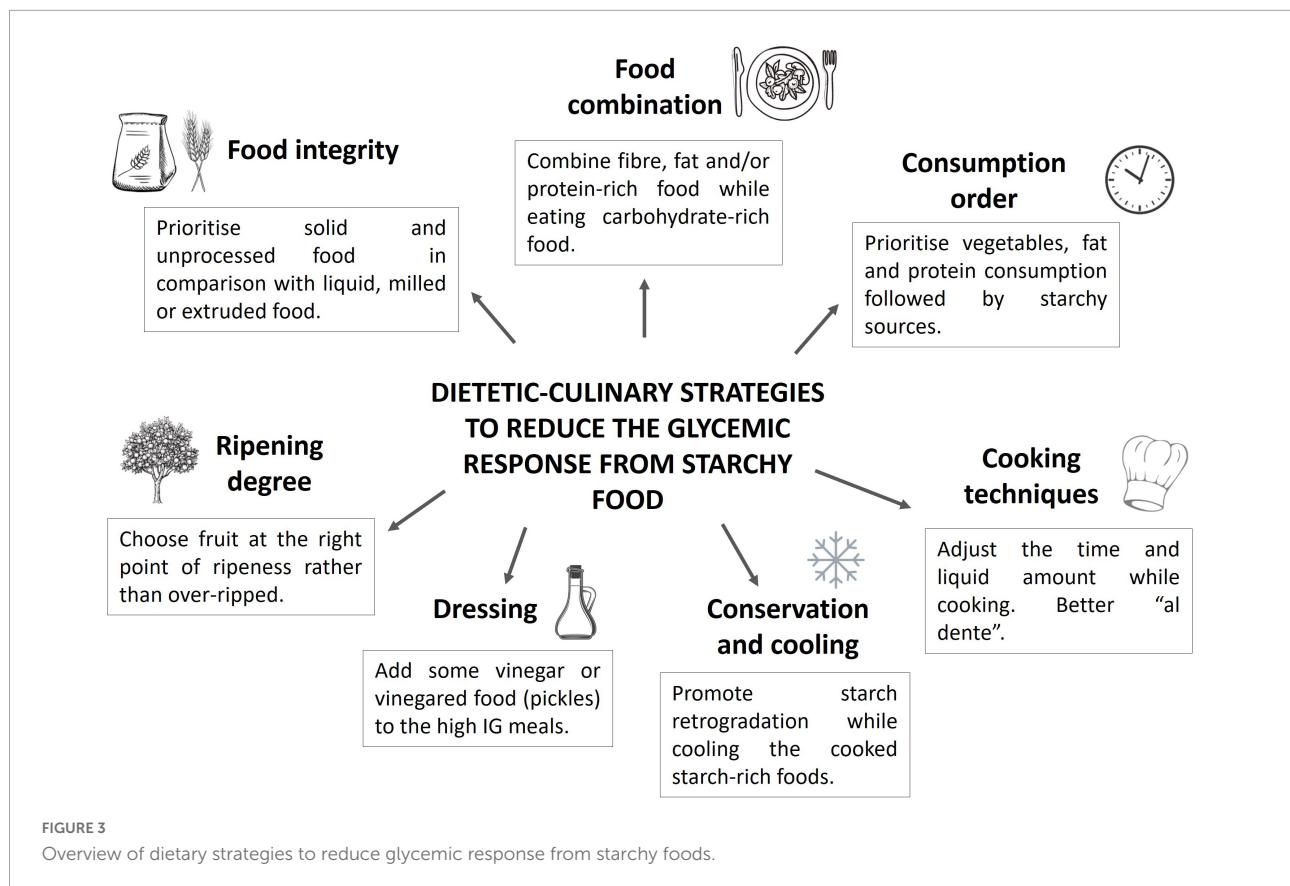 Food
combination
Combine fibre, fat and/or
protein-rich food while
eating carbohydrate-rich
food.
Food integrity
Prioritise solid and
unprocessed food in
comparison with liquid, milled
or extruded food.
Consumption
order
Prioritise vegetables, fat
and protein consumption
followed by starchy
sources.
DIETETIC-CULINARY STRATEGIES
TO REDUCE THE GLYCEMIC
RESPONSE FROM STARCHY
FOOD
Ripening
degree
Choose fruit at the right
point of ripeness rather
than over-ripped.
Cooking
techniques
Adjust the time and
liquid amount while
cooking. Better “al
dente”.
Dressing
Add some vinegar or
vinegared food (pickles)
to the high IG meals.
Conservation
and cooling
Promote starch
retrogradation while
cooling the cooked
starch-rich foods.
FIGURE 3
Overview of dietary strategies to reduce glycemic response from starchy foods.